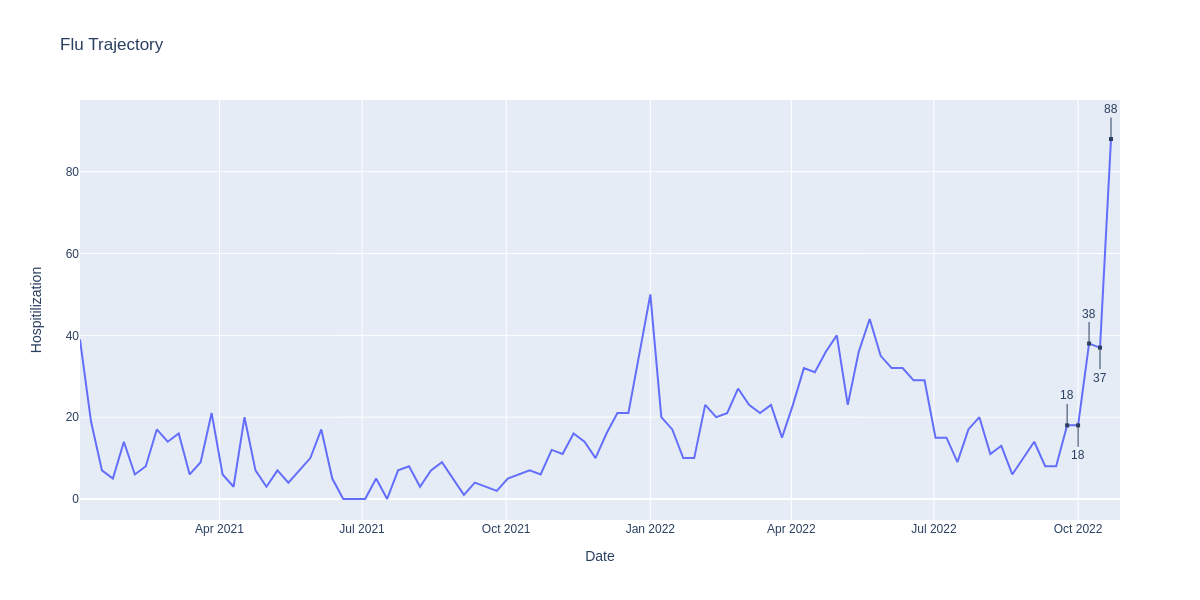 Flu Trajectory
88
80
60
Hospitilization
38
40
37
18
20
18
0
Apr 2021
Jul 2021
Oct 2021
Jan 2022
Apr 2022
Jul 2022
Oct 2022
Date